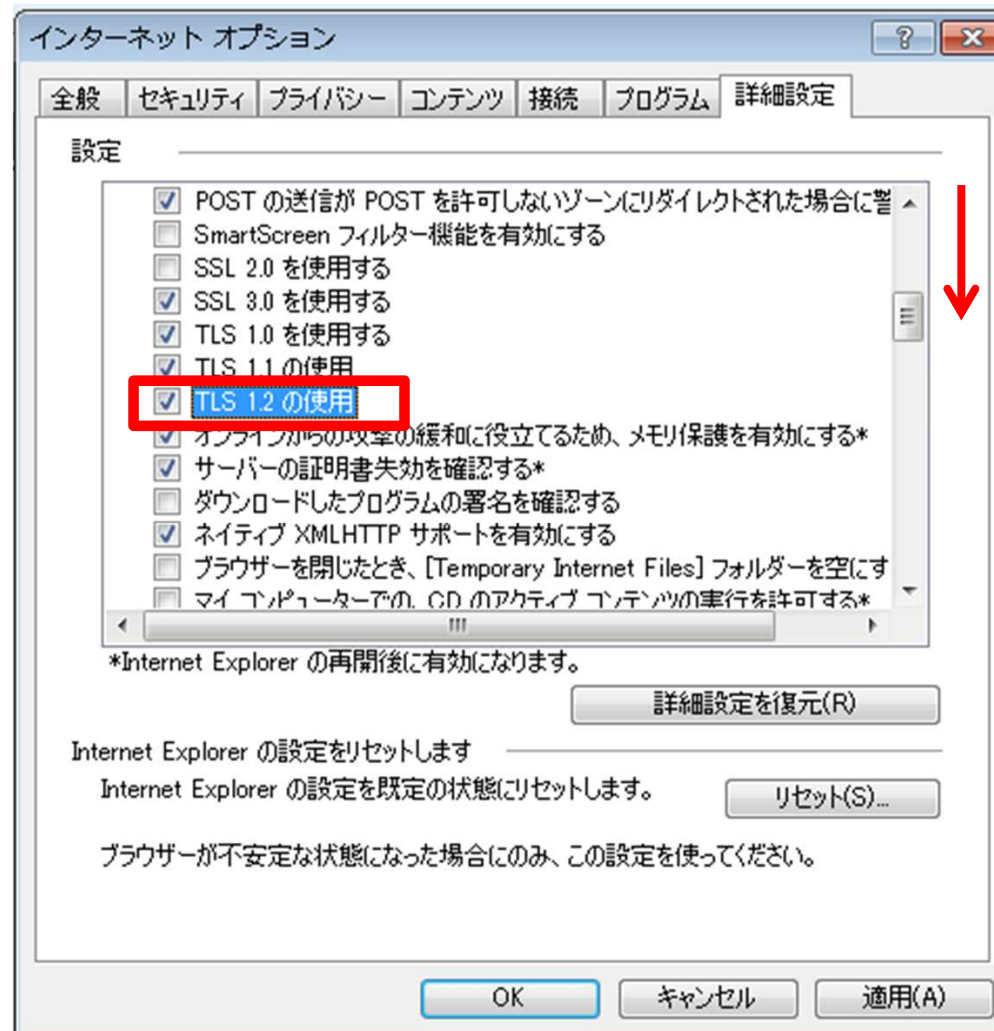 インターネット オプション
全般 セキュリティ プライバシー コンテンツ 接続 プログラム 詳細設定
設定
POST の送信が POST を許可しないゾーンにリダイレクトされた場合に警
SmartScreen フィルター機能を有効にする
SSL 2.0 を使用する
SSL 3.0 を使用する
TLS 1.0 を使用する
TLS 1.1 の使用
TLS 1.2 の使用
オンラインからの攻撃の緩和に役立てるため、メモリ保護を有効にする*
サーバーの証明書失効を確認する*
ダウンロードしたプログラムの署名を確認する
ネイティブ XMLHTTP サポートを有効にする
ブラウザーを閉じたとき、[Temporary Internet Files] フォルダーを空にす
マイ コンピューターでの、CD のアクティブ コンテンツの実行を許可する*
*Internet Explorer の再開後に有効になります。
詳細設定を復元(R)
Internet Explorer の設定をリセットします
Internet Explorer の設定を既定の状態にリセットします。
リセット(S)...
ブラウザーが不安定な状態になった場合にのみ、この設定を使ってください。
OK キャンセル 適用(A)